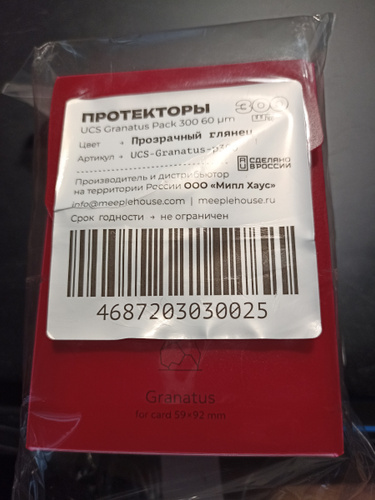 ПРОТЕКТОРЫ
300 шт.
UCS Granatus Pack 300 60 µm
Цвет → Прозрачный глянец
Артикул → UCS-Granatus-p300
СДЕЛАНО
В РОССИИ
Производитель и дистрибьютор
на территории России ООО «Мипл Хаус»
info@meeplehouse.com | meeplehouse.ru
Срок годности → не ограничен
4687203030025
Granatus
for card 59×92 mm